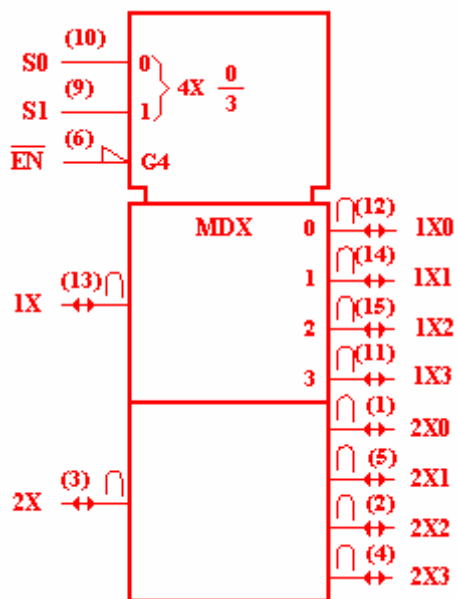 (10)
S0 0 4X 0/3
(9)
S1 1
(6)
EN G4
MDX 0 (12) 1X0
1 (14) 1X1
(13)
1X
2 (15) 1X2
3 (11) 1X3
(1) 2X0
(5) 2X1
(3)
2X
(2) 2X2
(4) 2X3